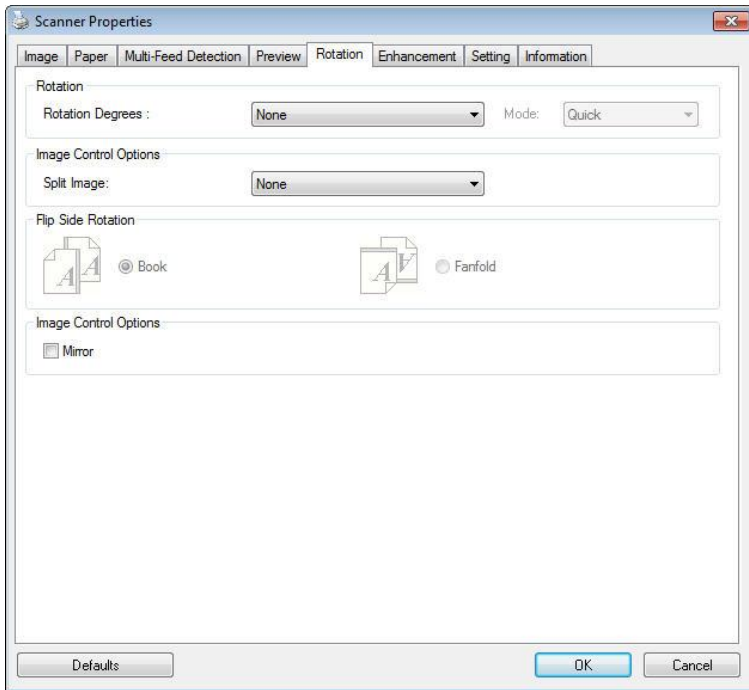 Scanner Properties
Image Paper Multi-Feed Detection Preview Rotation Enhancement Setting Information
Rotation
Rotation Degrees : None Mode: Quick
Image Control Options
Split Image: None
Flip Side Rotation
A A Book A A Fanfold
Image Control Options
Mirror
Defaults OK Cancel